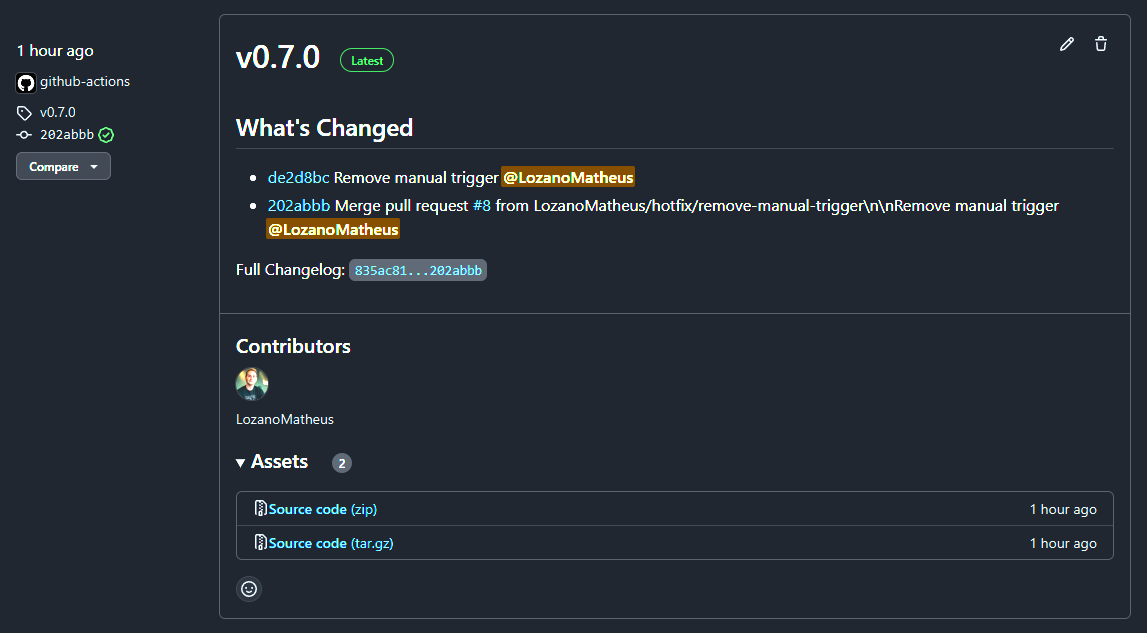 1 hour ago
github-actions
v0.7.0
202abbb
Compare
v0.7.0 Latest
What's Changed
de2d8bc Remove manual trigger @LozanoMatheus
202abbb Merge pull request #8 from LozanoMatheus/hotfix/remove-manual-trigger\n\nRemove manual trigger
@LozanoMatheus
Full Changelog: 835ac81...202abbb
Contributors
LozanoMatheus
Assets 2
Source code (zip) 1 hour ago
Source code (tar.gz) 1 hour ago